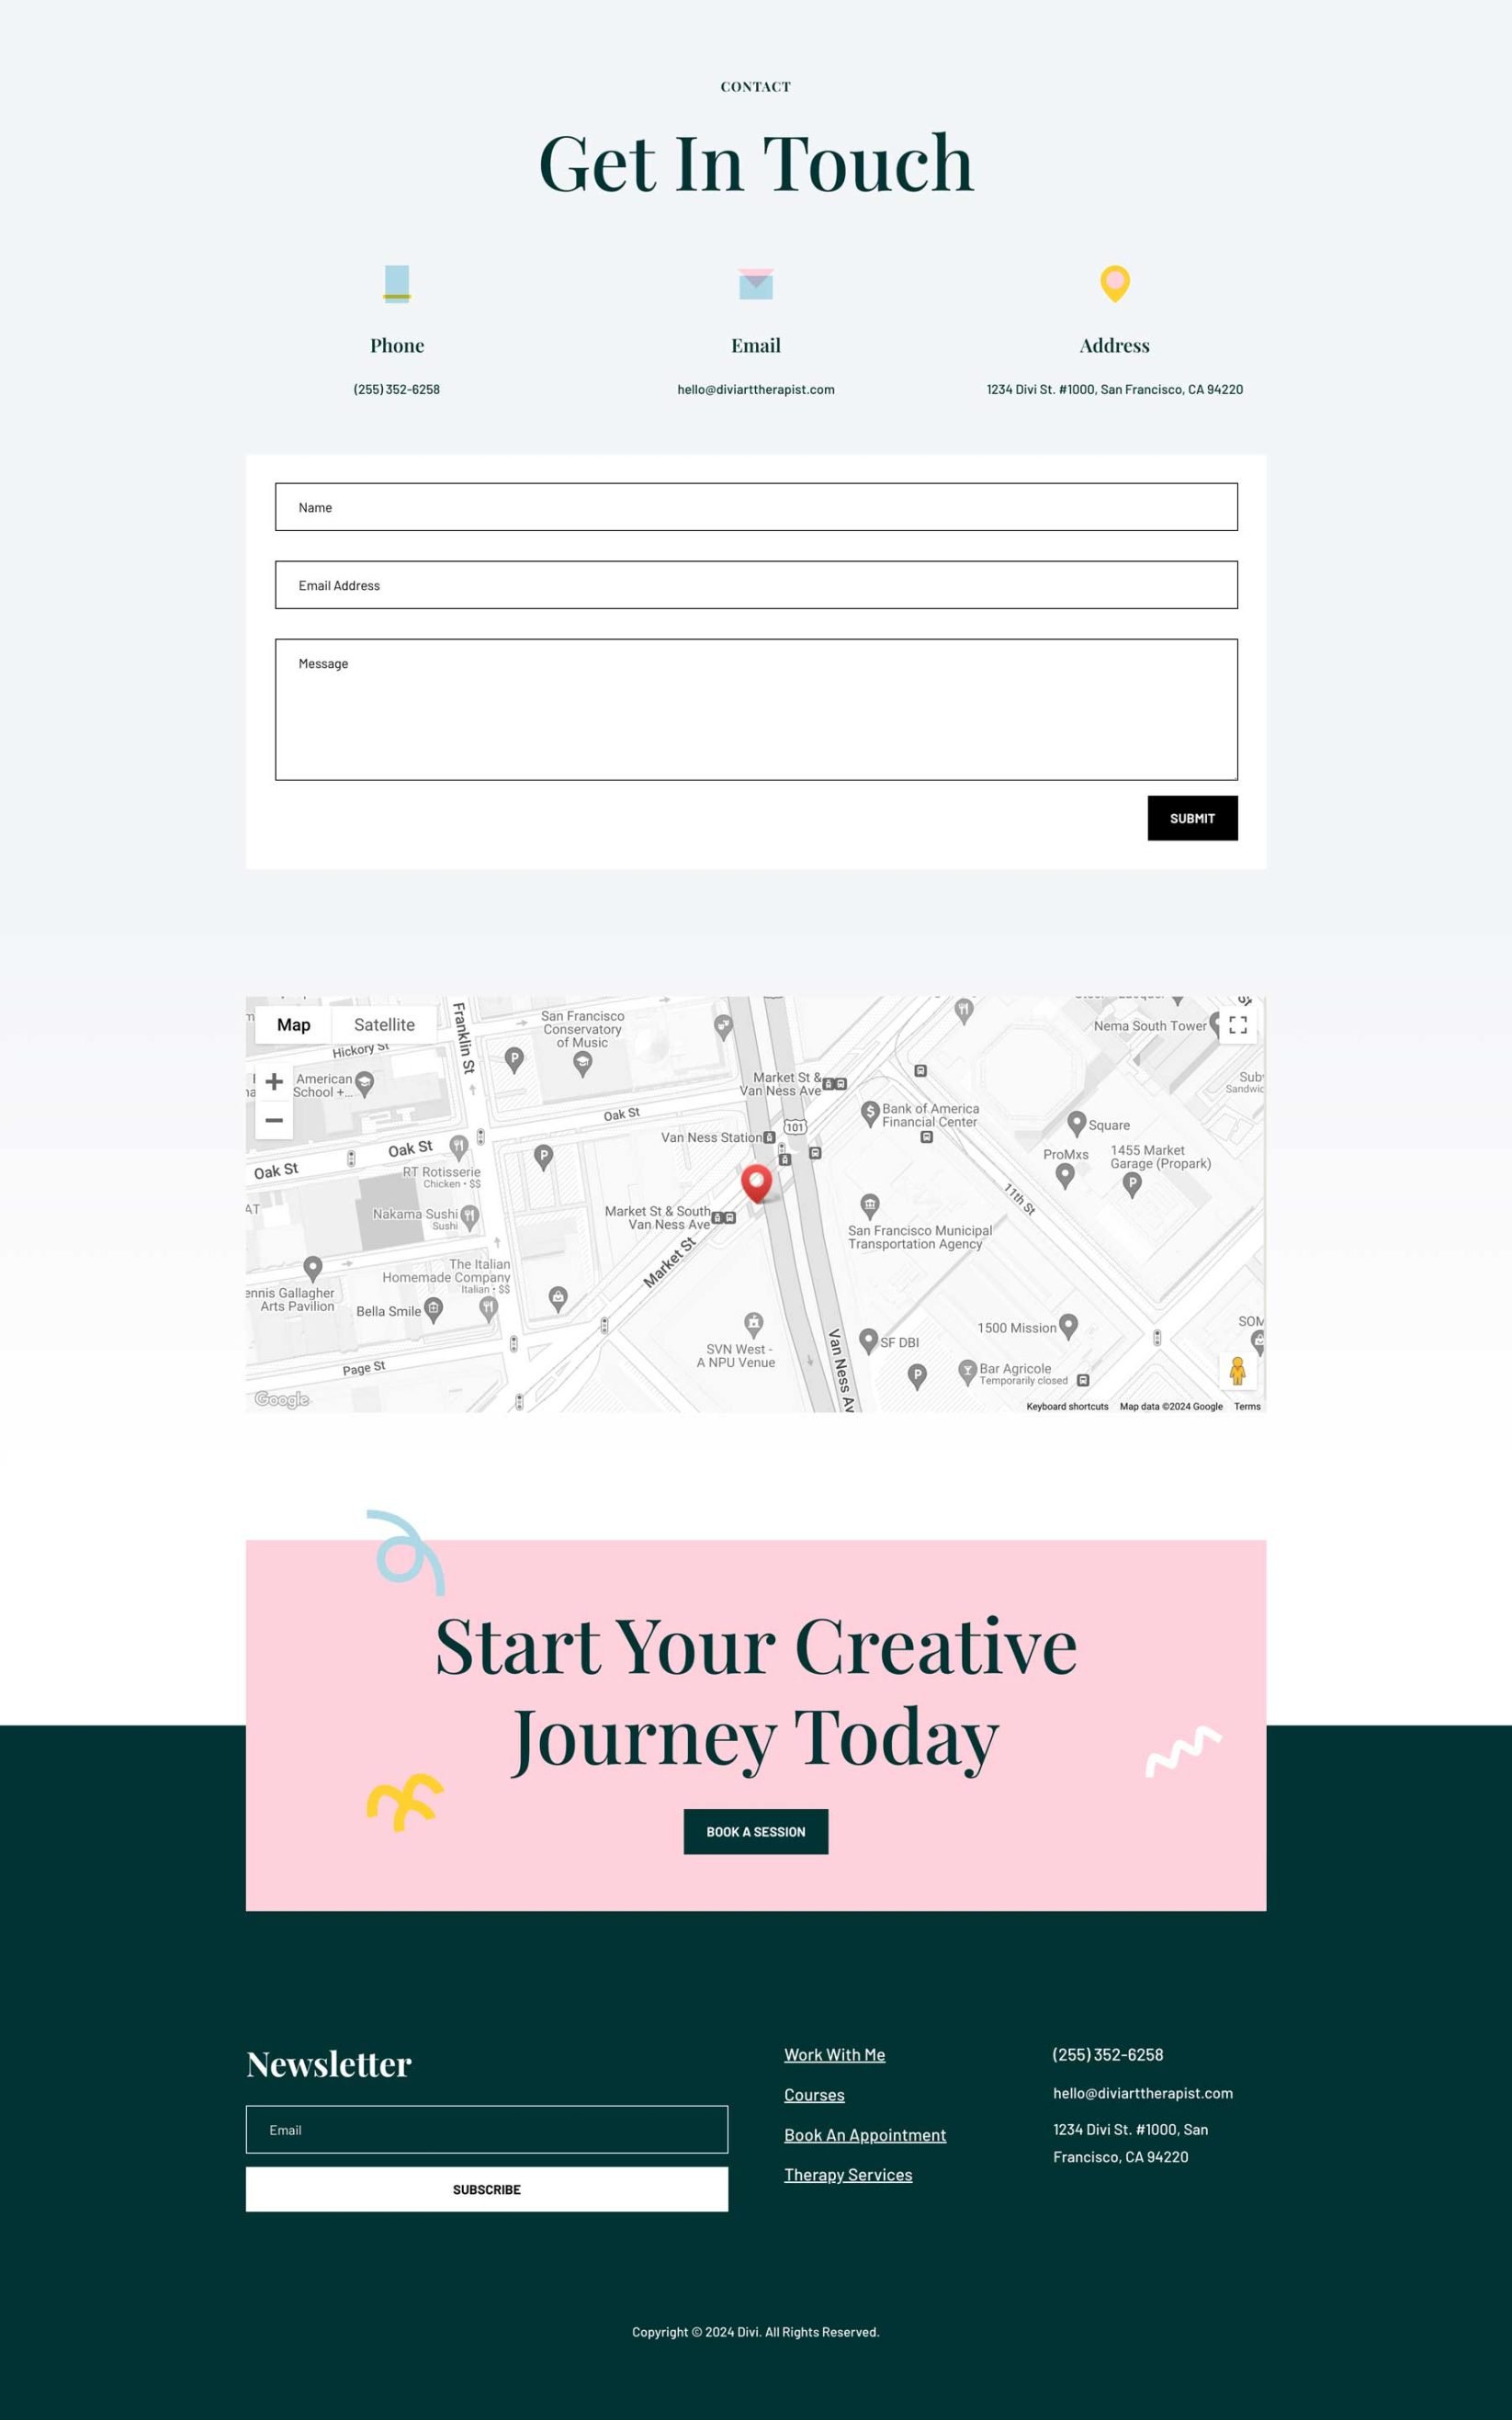 CONTACT
Get In Touch
Phone
(255) 352-6258
Email
hello@diviarttherapist.com
Address
1234 Divi St. #1000, San Francisco, CA 94220
Name
Email Address
Message
SUBMIT
Map
Satellite
Hickory St
Franklin St
San Francisco
Conservatory
of Music
Nema South Tower
American
School +...
P
Market St &
Van Ness Ave
Sandwic
Oak St
101
$
Bank of America
Financial Center
Square
Van Ness Station
Oak St
Oak St
P
ProMxs
1455 Market
Garage (Propark)
P
RT Rotisserie
Chicken • $$
11th St
AT
Nakama Sushi
Sushi
Market St & South
Van Ness Ave
San Francisco Municipal
Transportation Agency
Market St
The Italian
Homemade Company
Italian • $$
ennis Gallagher
Arts Pavilion
Bella Smile
SOM
1500 Mission
SF DBI
SVN West -
A NPU Venue
Van Ness Av
Page St
P
Bar Agricole
Temporarily closed
Google
Keyboard shortcuts
Map data ©2024 Google
Terms
Start Your Creative
Journey Today
BOOK A SESSION
Newsletter
Email
SUBSCRIBE
Work With Me
Courses
Book An Appointment
Therapy Services
(255) 352-6258
hello@diviarttherapist.com
1234 Divi St. #1000, San
Francisco, CA 94220
Copyright © 2024 Divi. All Rights Reserved.